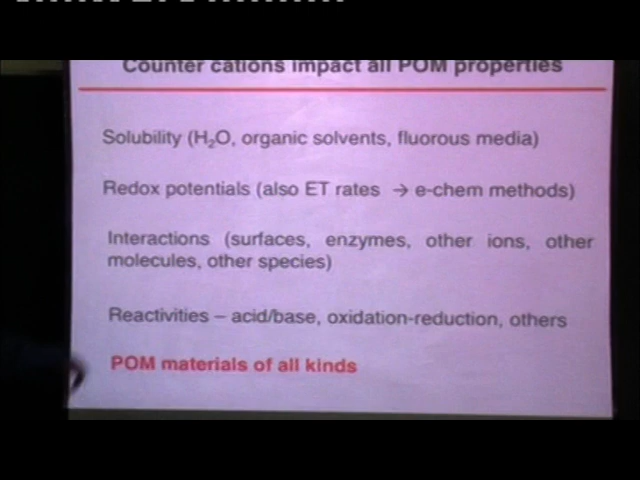 Counter cations impact all POM properties
Solubility (H₂O, organic solvents, fluorous media)
Redox potentials (also ET rates → e-chem methods)
Interactions (surfaces, enzymes, other ions, other
molecules, other species)
Reactivities – acid/base, oxidation-reduction, others
POM materials of all kinds